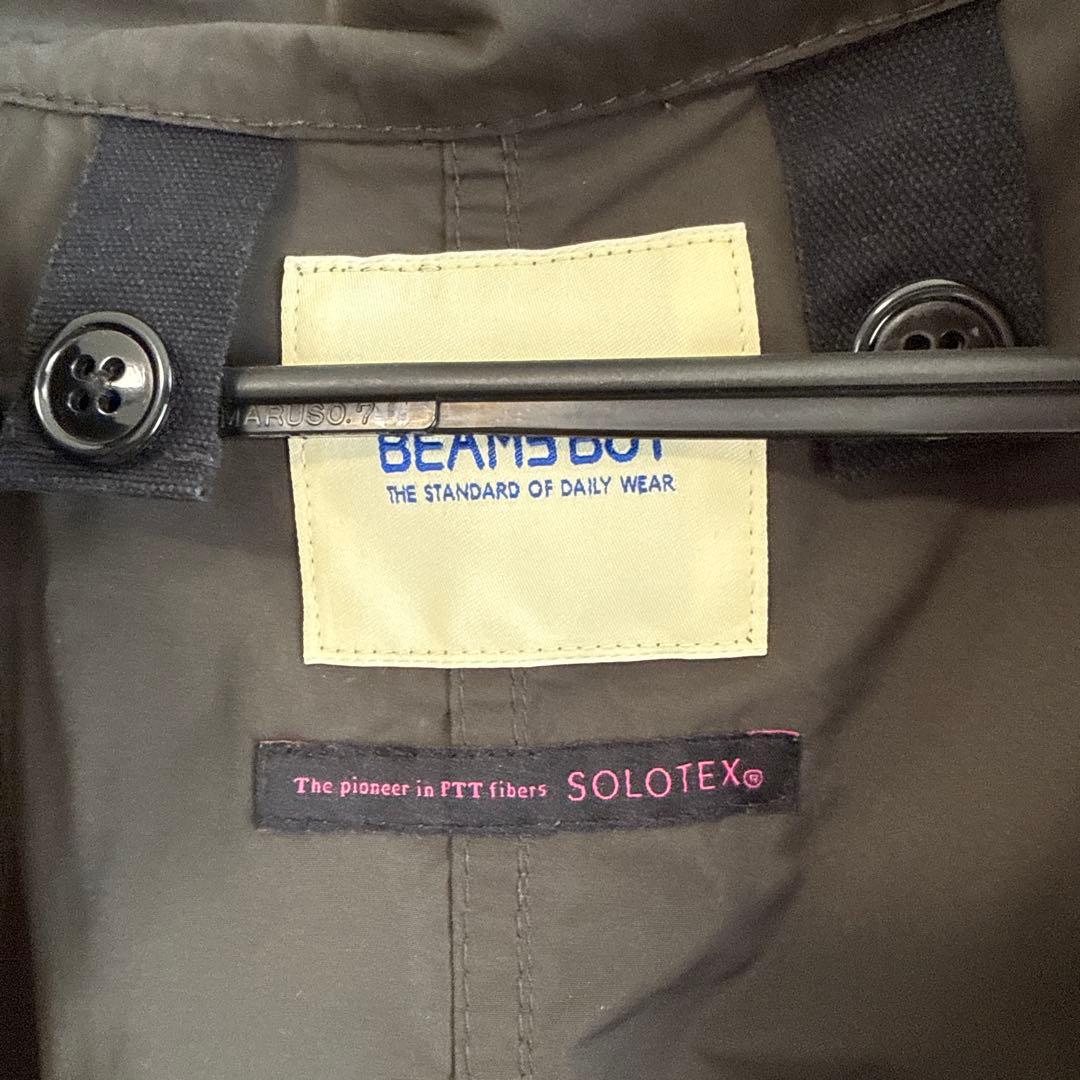 MARUSO.7
BEAMS BOY
THE STANDARD OF DAILY WEAR
The pioneer in PTT fibers SOLOTEX®